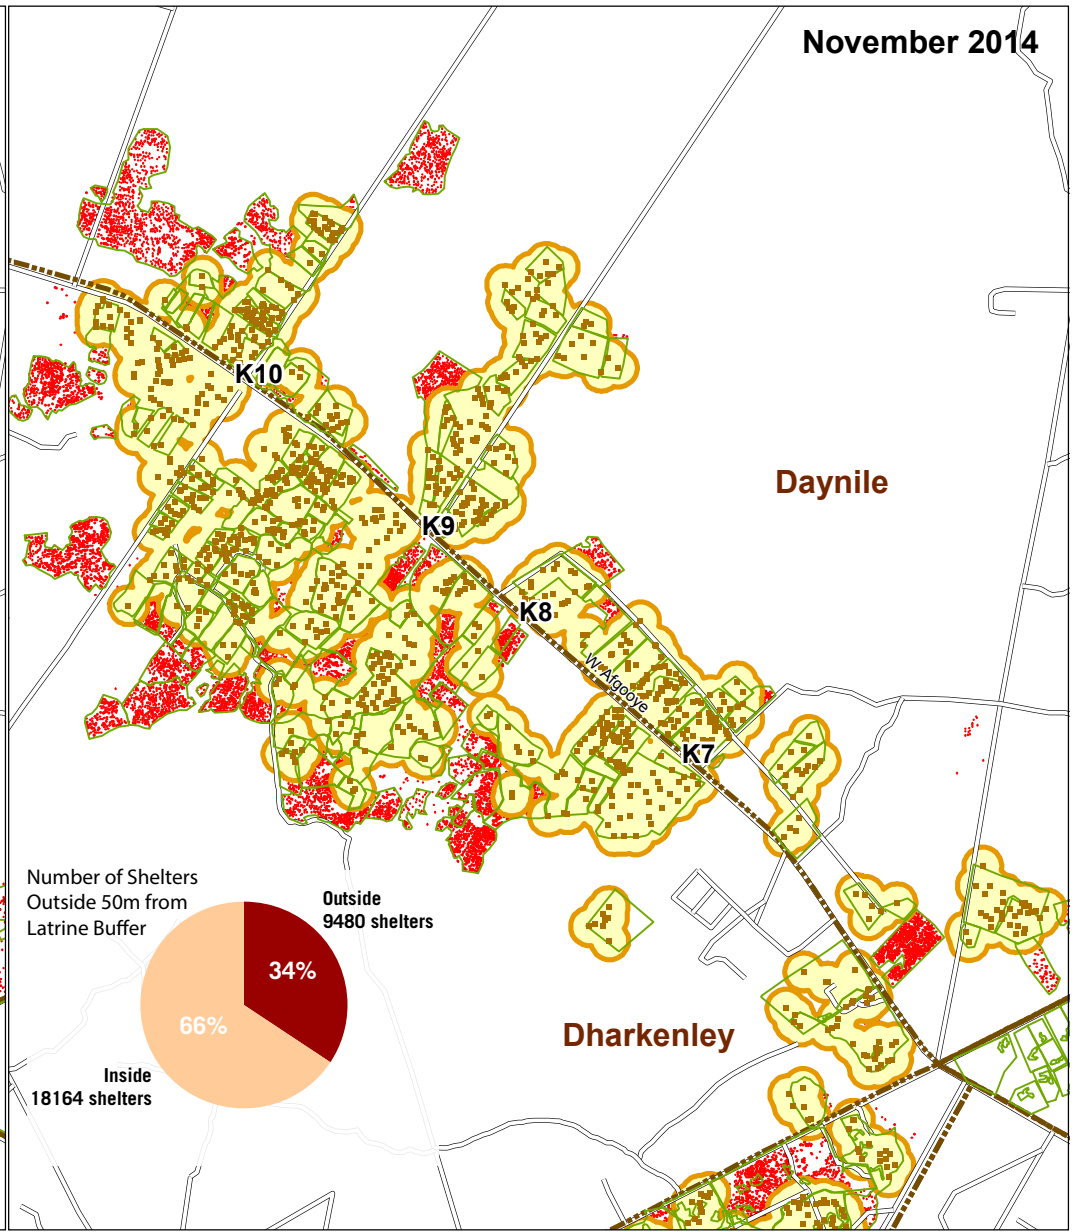 November 2014
K10
Daynile
K9
K8
W.Afgooye
K7
Number of Shelters
Outside 50m from
Latrine Buffer
Outside
9480 shelters
34%
66%
Dharkenley
Inside
18164 shelters